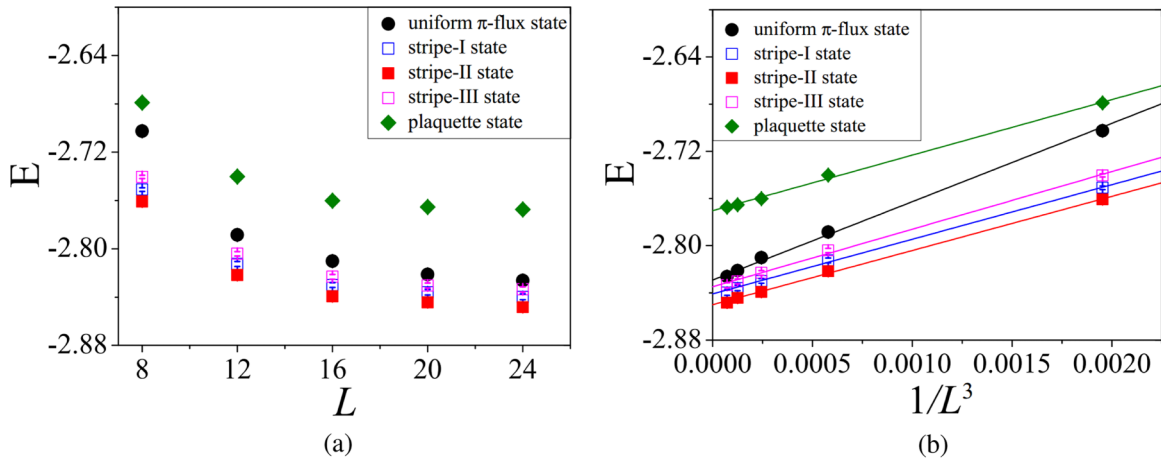 -2.64
-2.72
-2.80
-2.88
E
8
12
16
20
24
L
uniform π-flux state
stripe-I state
stripe-II state
stripe-III state
plaquette state
(a)
-2.64
-2.72
-2.80
-2.88
E
0.0000
0.0005
0.0010
0.0015
0.0020
1/L³
uniform π-flux state
stripe-I state
stripe-II state
stripe-III state
plaquette state
(b)